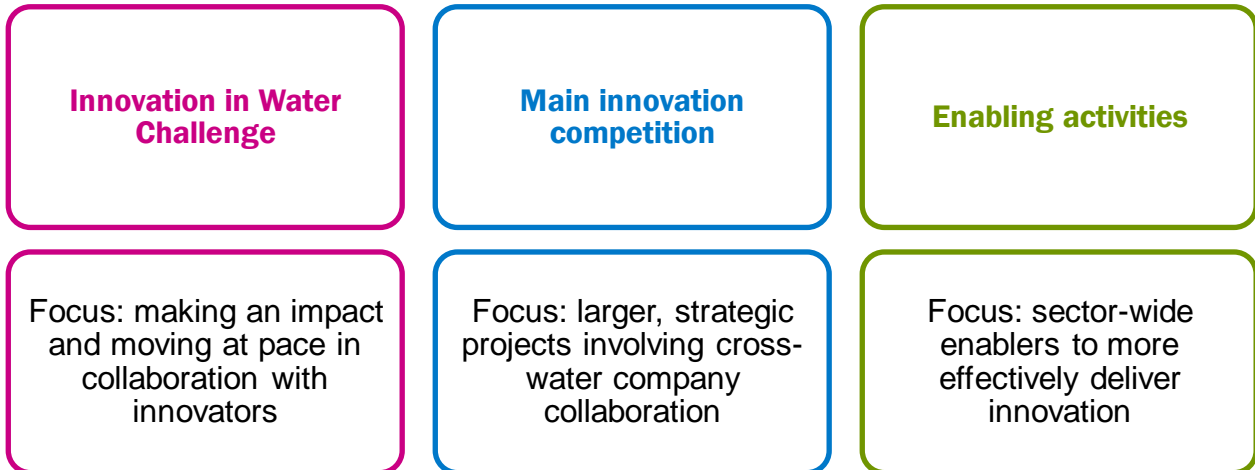 Innovation in Water
Challenge
Main innovation
competition
Enabling activities
Focus: making an impact
and moving at pace in
collaboration with
innovators
Focus: larger, strategic
projects involving cross-
water company
collaboration
Focus: sector-wide
enablers to more
effectively deliver
innovation